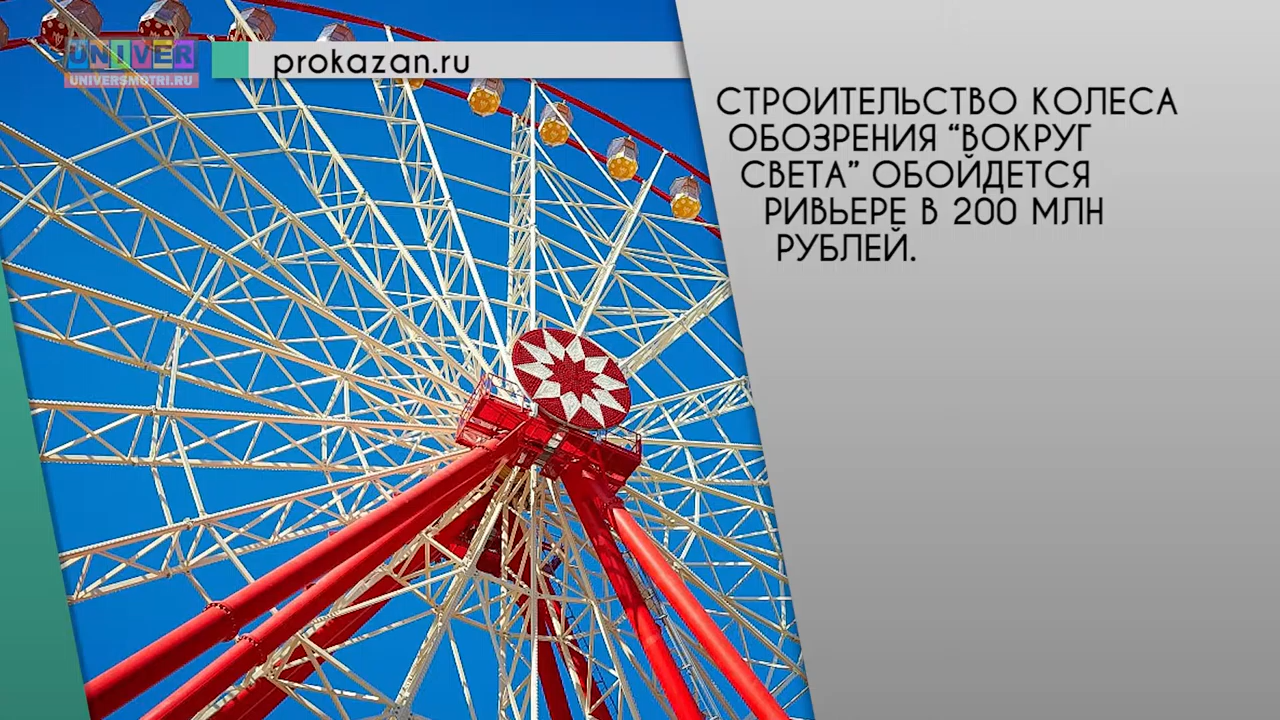 UNIVER
UNIVERSMOTRI.RU
prokazan.ru
СТРОИТЕЛЬСТВО КОЛЕСА
ОБОЗРЕНИЯ “ВОКРУГ
СВЕТА” ОБОЙДЕТСЯ
РИВЬЕРЕ В 200 МЛН
РУБЛЕЙ.